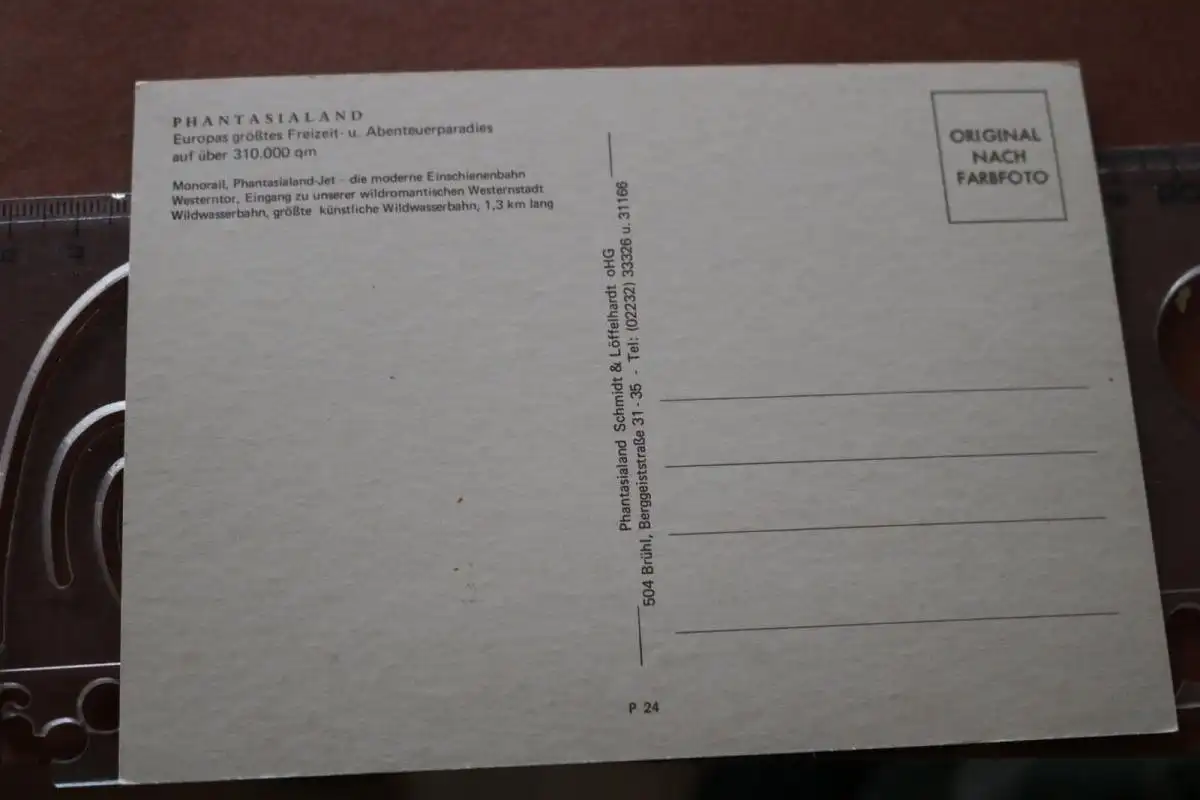 PHANTASIALAND
Europas größtes Freizeit- u. Abenteuerparadies
auf über 310.000 qm
Monorail, Phantasialand-Jet - die moderne Einschienenbahn
Westerntor, Eingang zu unserer wildromantischen Westernstadt
Wildwasserbahn, größte künstliche Wildwasserbahn, 1,3 km lang
Phantasialand Schmidt & Löffelhardt oHG
504 Brühl, Berggeiststraße 31-35 - Tel: (02232) 33326 u. 31166
P 24
ORIGINAL
NACH
FARBFOTO